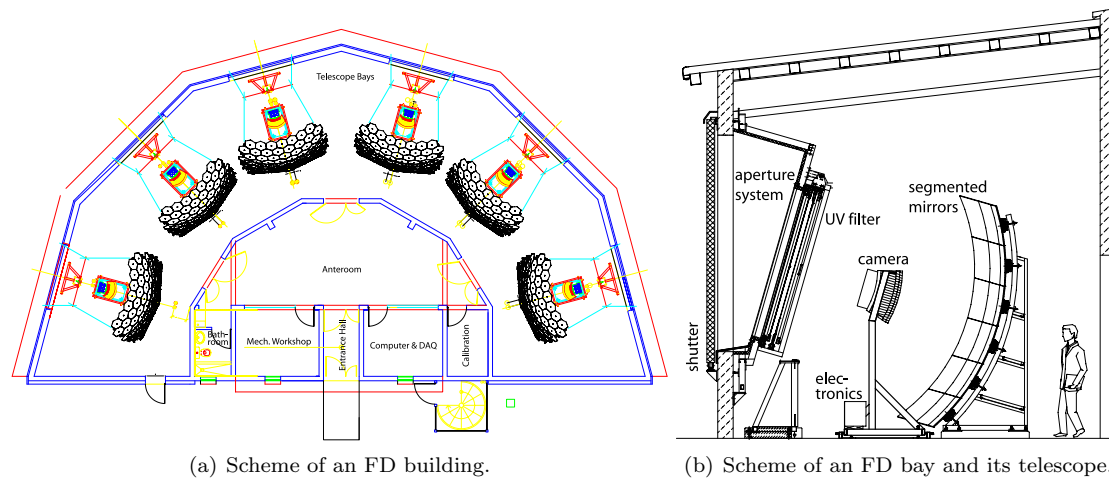 Telescope Bays
Anteroom
Bath-
room
Mech. Workshop
Entrance Hall
Computer & DAQ
Calibration
(a) Scheme of an FD building.
shutter
aperture
system
UV filter
segmented
mirrors
camera
elec-
tronics
(b) Scheme of an FD bay and its telescope.